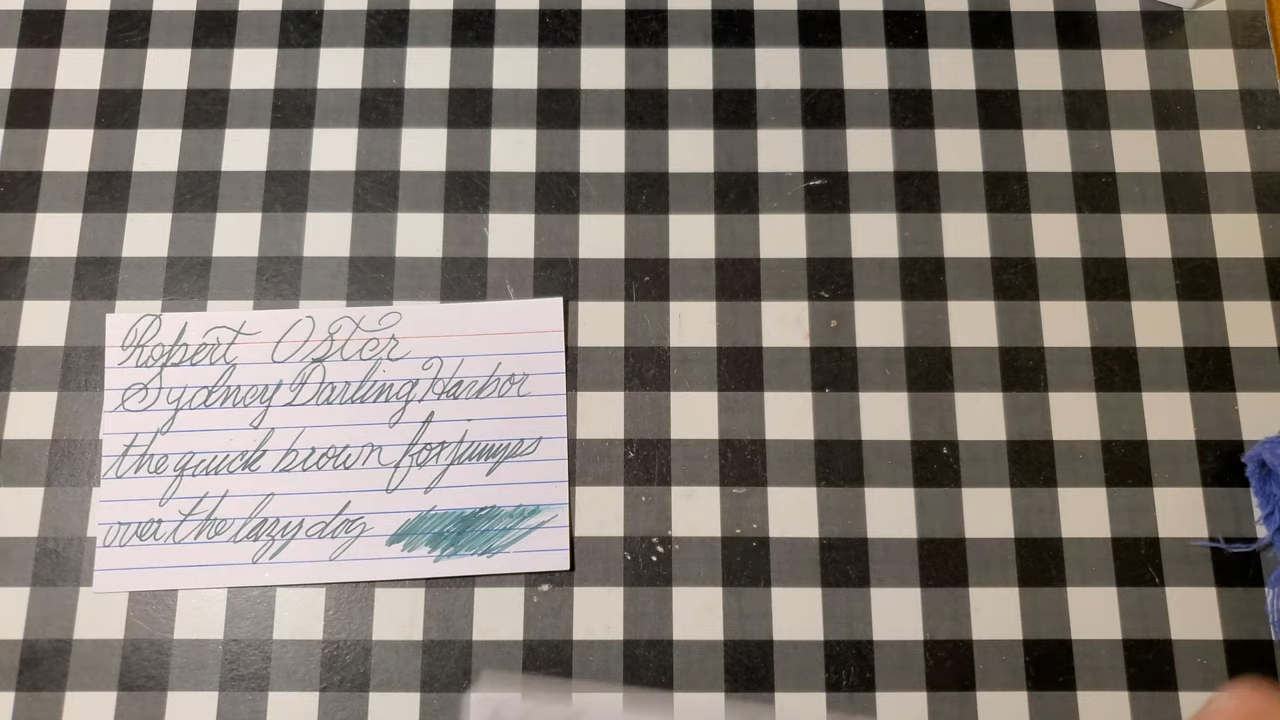 Robert Oster
Sydney Darling Harbor
the quick brown fox jumps
over the lazy dog